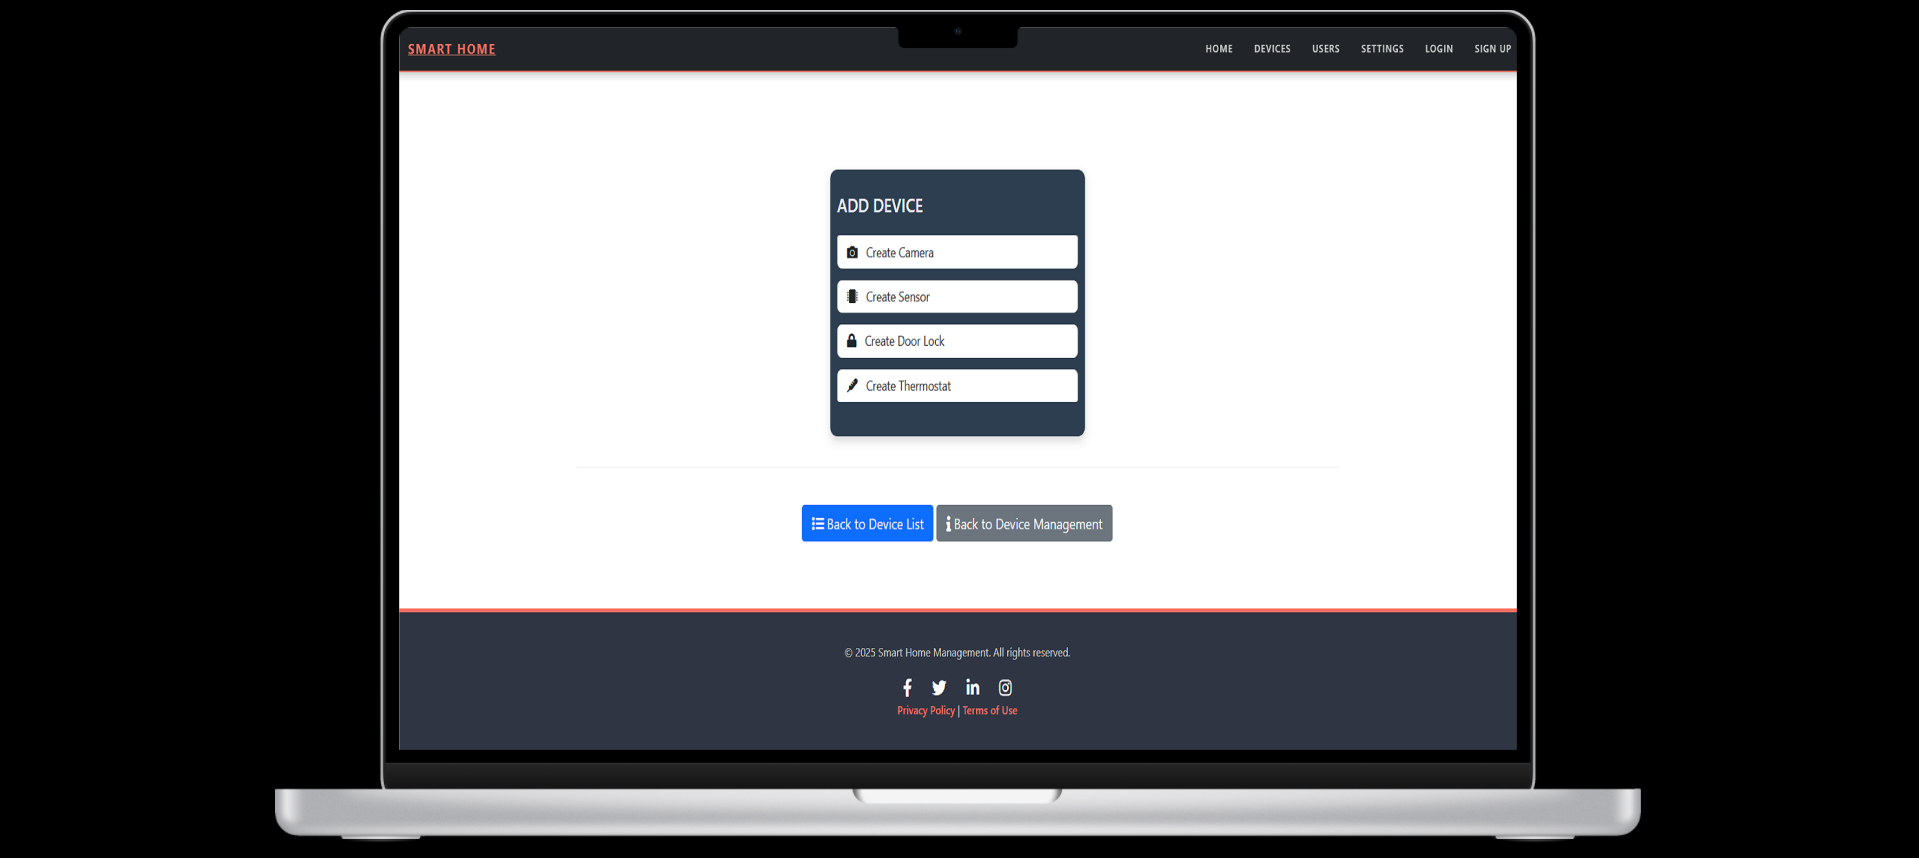 SMART HOME HOME DEVICES USERS SETTINGS LOGIN SIGN UP
ADD DEVICE
Create Camera
Create Sensor
Create Door Lock
Create Thermostat
Back to Device List Back to Device Management
© 2025 Smart Home Management. All rights reserved.
Privacy Policy | Terms of Use